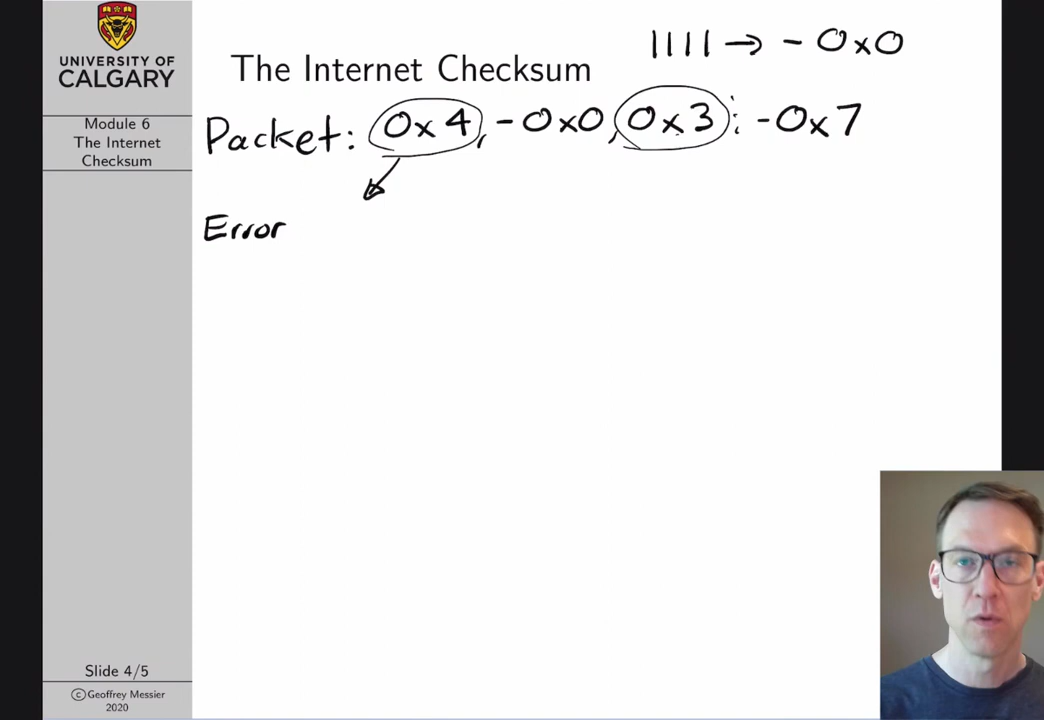 UNIVERSITY OF
CALGARY
Module 6
The Internet
Checksum
The Internet Checksum
1111 → - 0x0
Packet: 0x4, -0x0, 0x3 ; -0x7
Error
Slide 4/5
© Geoffrey Messier
2020